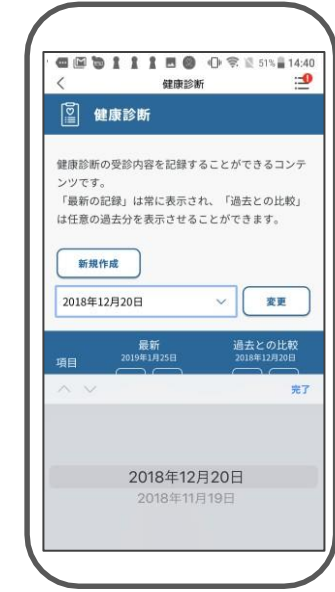 51% 14:40
健康診断
健康診断
健康診断の受診内容を記録することができるコンテ
ンツです。
「最新の記録」は常に表示され、「過去との比較」
は任意の過去分を表示させることができます。
新規作成
2018年12月20日
変更
項目
最新
2019年1月25日
過去との比較
2018年12月20日
完了
2018年12月20日
2018年11月19日